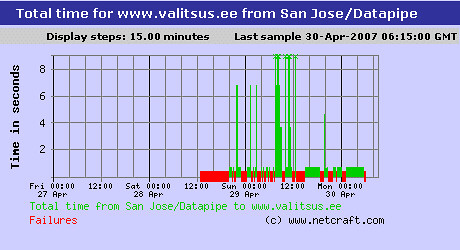 Total time for www.valitsus.ee from San Jose/Datapipe
Display steps: 15.00 minutes Last sample 30-Apr-2007 06:15:00 GMT
Time in seconds
8
6
4
2
Fri 00:00 12:00 Sat 00:00 12:00 Sun 00:00 12:00 Mon 00:00
27 Apr 28 Apr 29 Apr 30 Apr
Total time from San Jose/Datapipe to www.valitsus.ee
Failures (c) www.netcraft.com